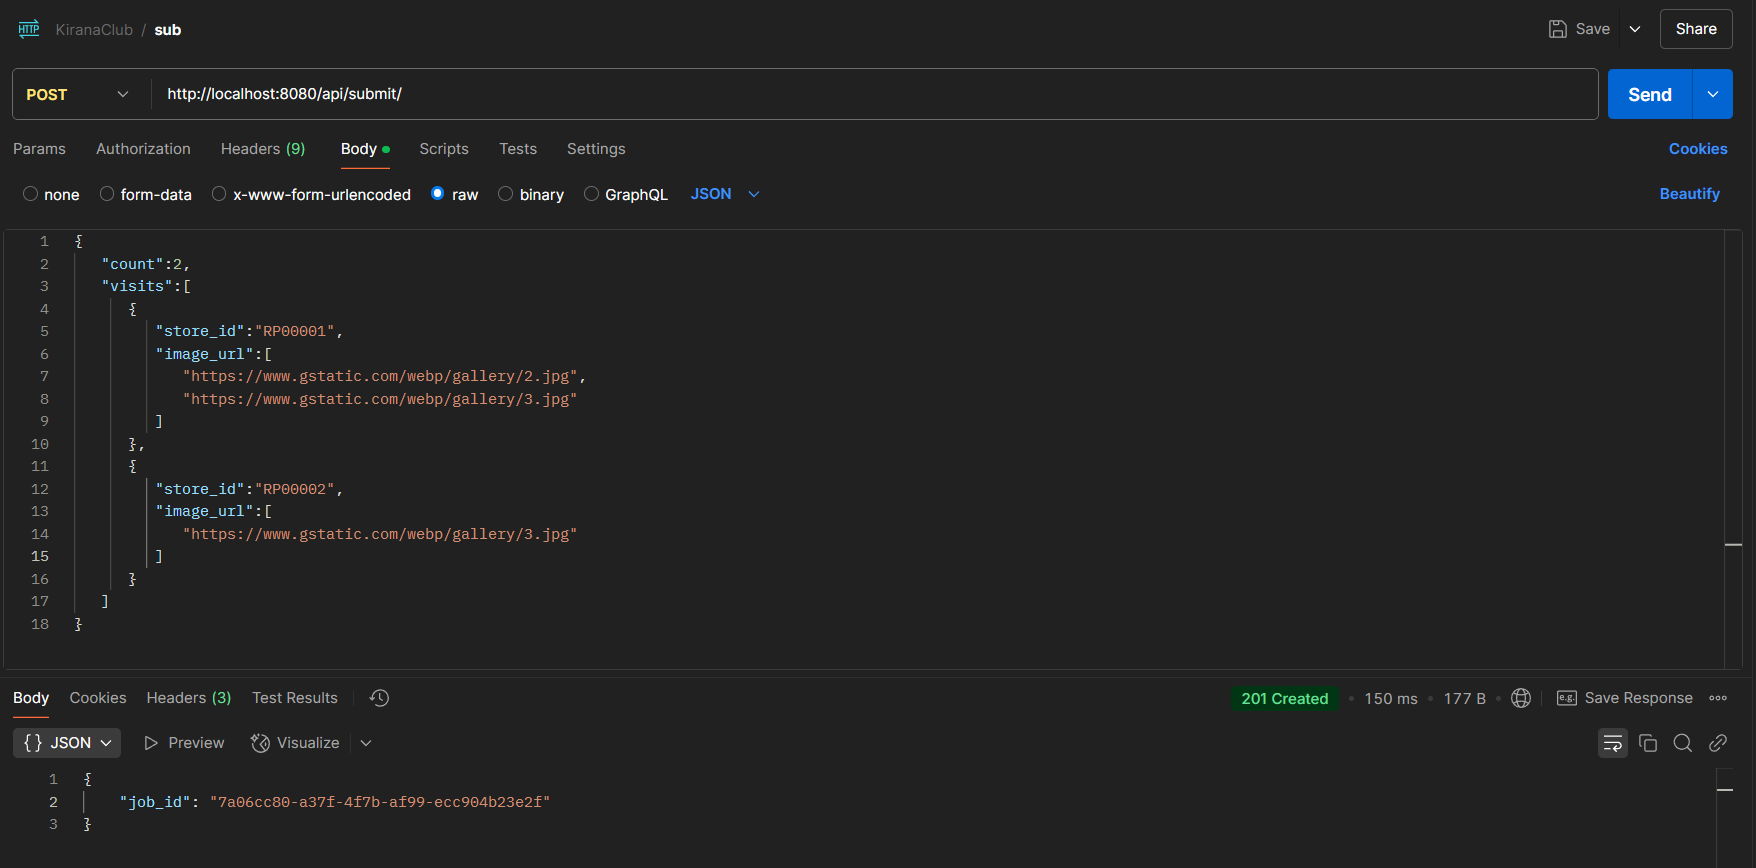 HTTP KiranaClub / sub Save Share
POST http://localhost:8080/api/submit/ Send
Params Authorization Headers (9) Body Scripts Tests Settings Cookies
none form-data x-www-form-urlencoded raw binary GraphQL JSON Beautify
1 {
2 "count":2,
3 "visits":[
4 {
5 "store_id":"RP00001",
6 "image_url":[
7 "https://www.gstatic.com/webp/gallery/2.jpg",
8 "https://www.gstatic.com/webp/gallery/3.jpg"
9 ]
10 },
11 {
12 "store_id":"RP00002",
13 "image_url":[
14 "https://www.gstatic.com/webp/gallery/3.jpg"
15 ]
16 }
17 ]
18 }
Body Cookies Headers (3) Test Results 201 Created • 150 ms • 177 B • e.g. Save Response
{} JSON Preview Visualize
1 {
2 "job_id": "7a06cc80-a37f-4f7b-af99-ecc904b23e2f"
3 }